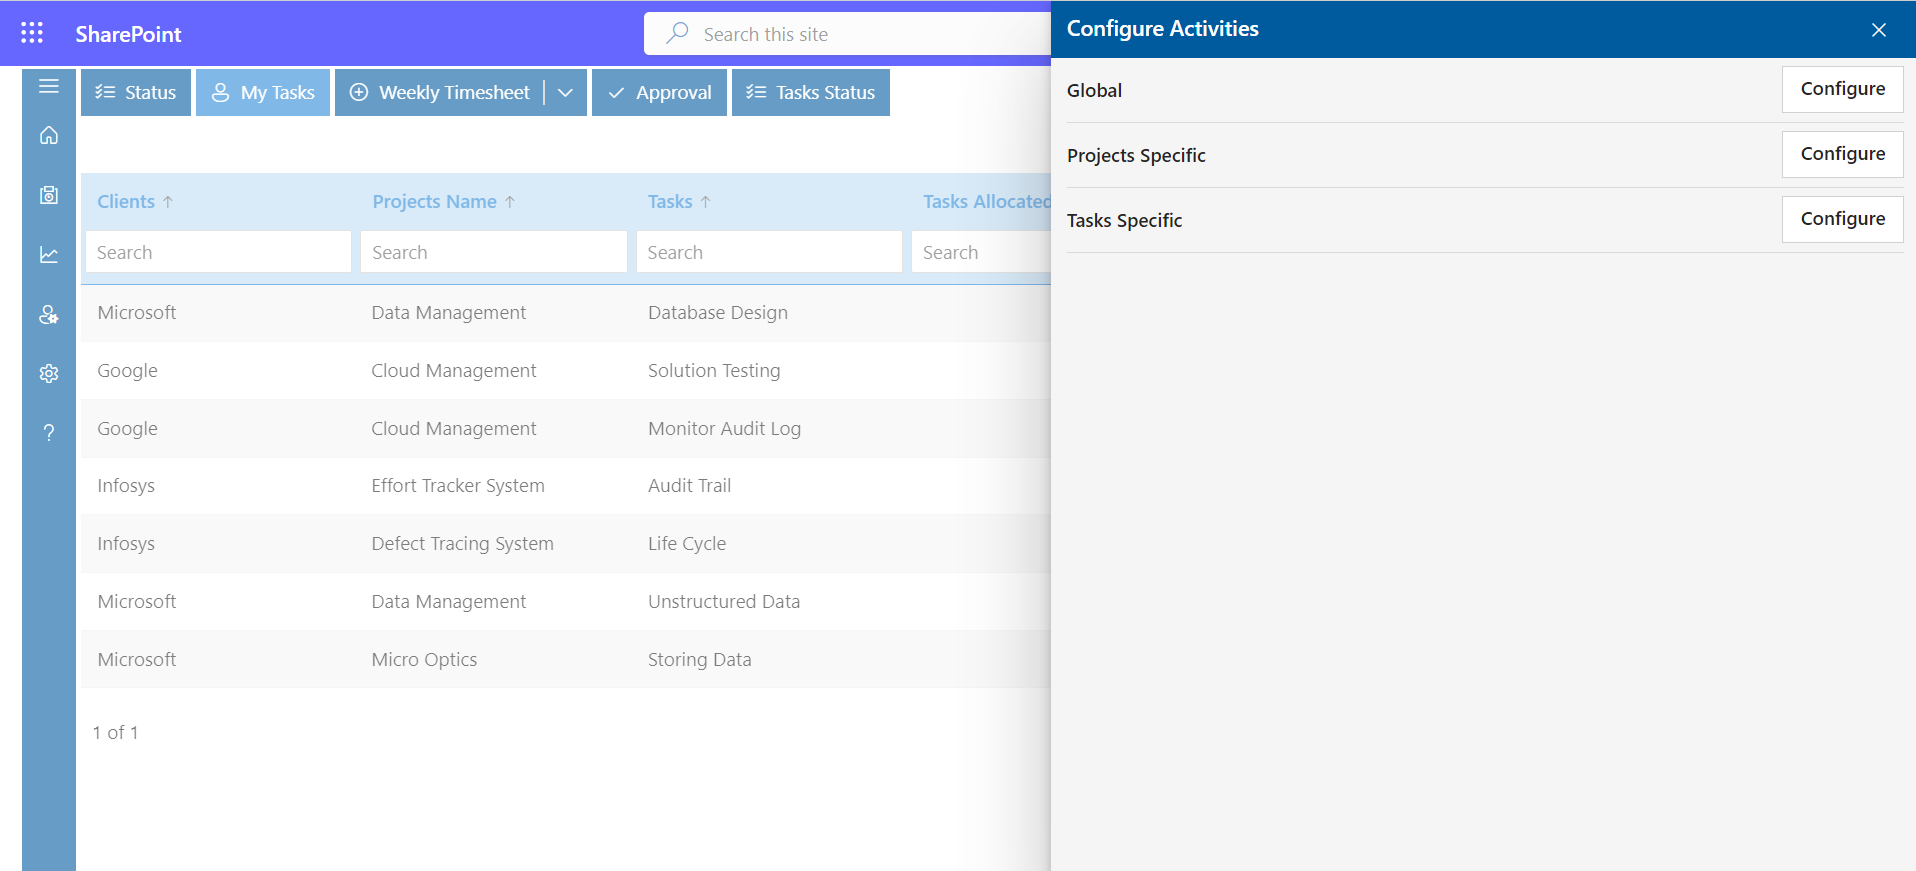 SharePoint
Search this site
Configure Activities
Status
My Tasks
Weekly Timesheet
Approval
Tasks Status
Global
Configure
Projects Specific
Configure
Tasks Specific
Configure
Clients
Projects Name
Tasks
Tasks Allocated
Search
Search
Search
Search
Microsoft Data Management Database Design
Google Cloud Management Solution Testing
Google Cloud Management Monitor Audit Log
Infosys Effort Tracker System Audit Trail
Infosys Defect Tracing System Life Cycle
Microsoft Data Management Unstructured Data
Microsoft Micro Optics Storing Data
1 of 1